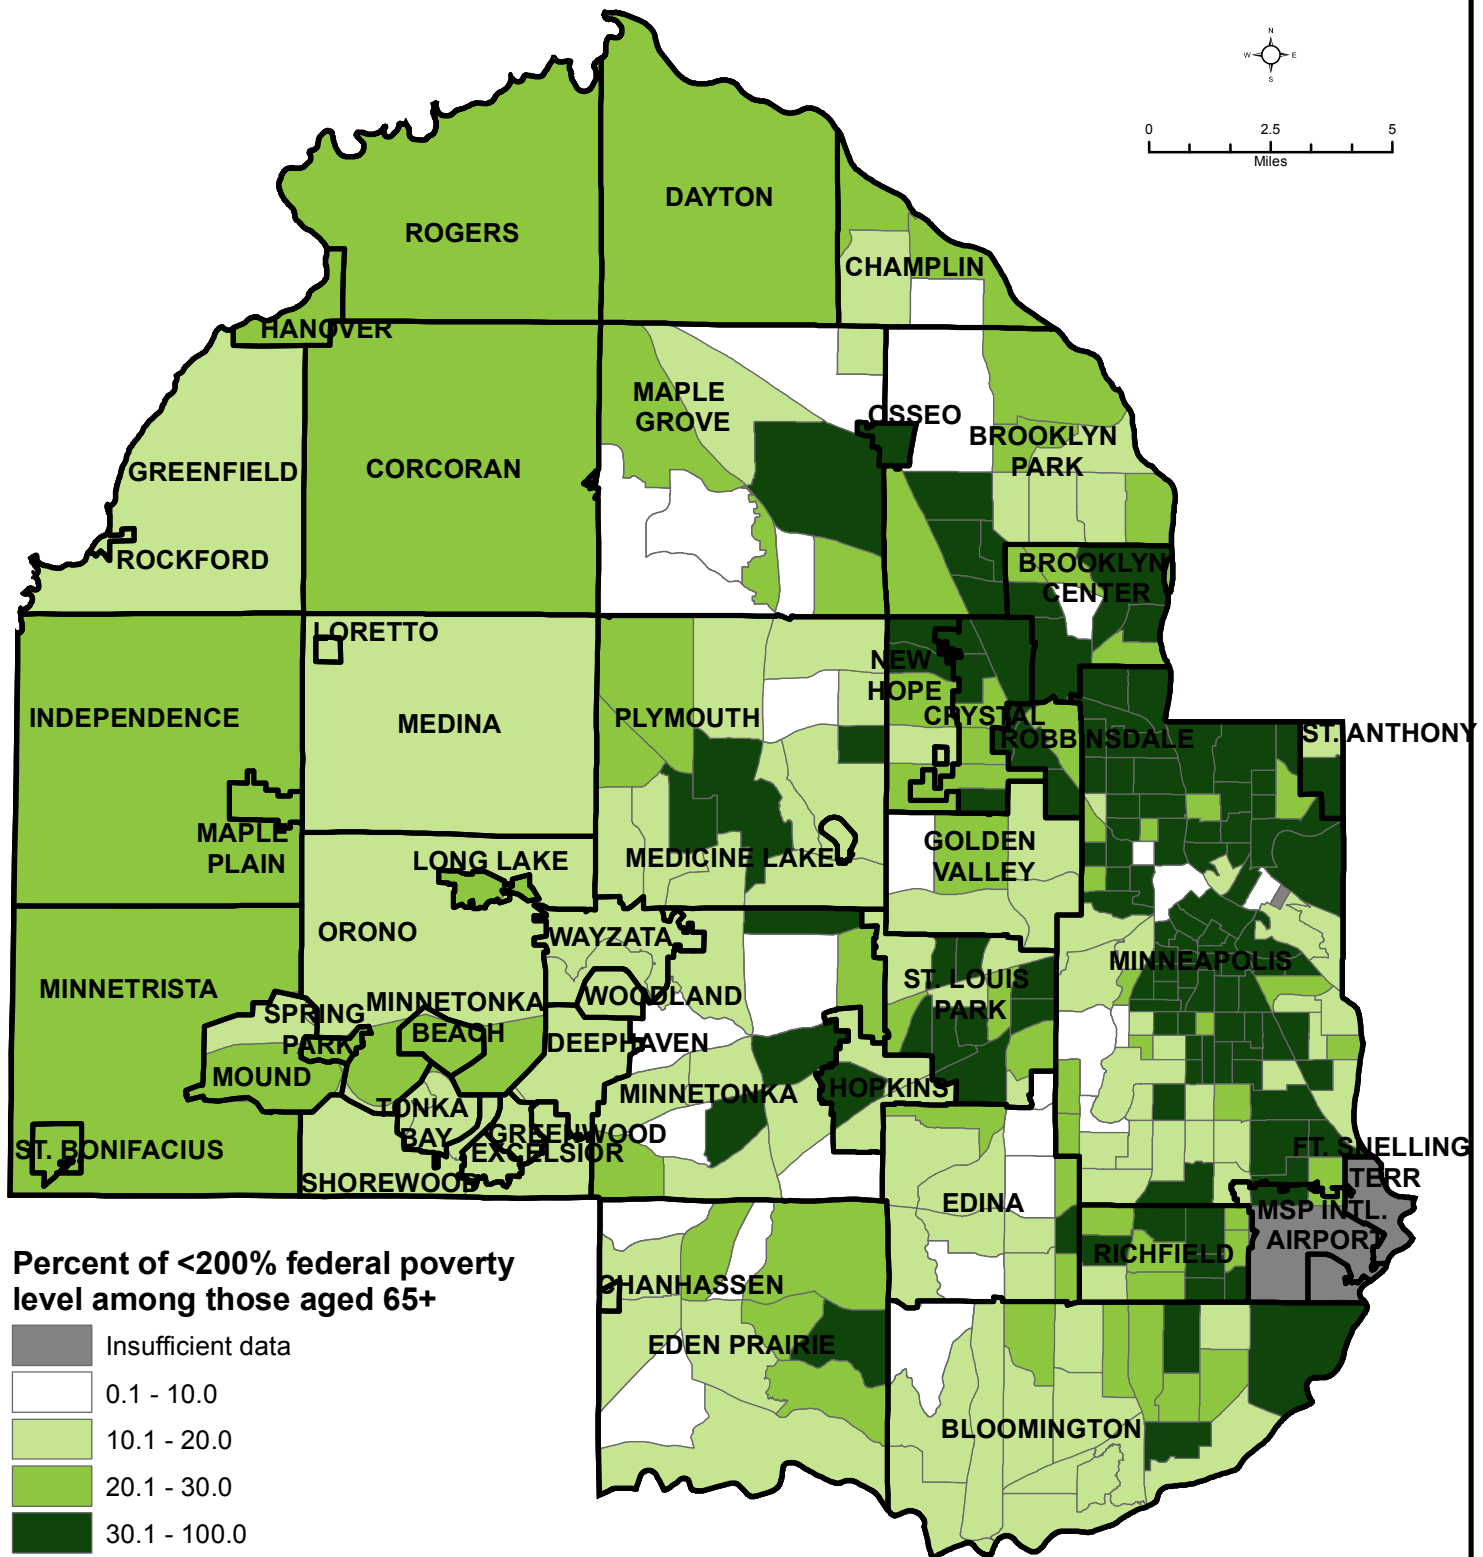 N
W E
S
0 2.5 5
Miles
DAYTON
ROGERS
CHAMPLIN
HANOVER
MAPLE
GROVE
OSSEO
BROOKLYN
PARK
GREENFIELD
CORCORAN
ROCKFORD
BROOKLYN
CENTER
LORETTO
NEW
HOPE
INDEPENDENCE
MEDINA
PLYMOUTH
CRYSTAL
ROBBINSDALE
ST. ANTHONY
MAPLE
PLAIN
LONG LAKE
MEDICINE LAKE
GOLDEN
VALLEY
ORONO
WAYZATA
MINNEAPOLIS
MINNETRISTA
SPRING
PARK
MINNETONKA
BEACH
WOODLAND
ST. LOUIS
PARK
DEEPHAVEN
MOUND
MINNETONKA
HOPKINS
TONKA
BAY
GREENWOOD
EXCELSIOR
ST. BONIFACIUS
SHOREWOOD
FT. SNELLING
TERR
EDINA
MSP INTL.
AIRPORT
RICHFIELD
CHANHASSEN
EDEN PRAIRIE
BLOOMINGTON
Percent of <200% federal poverty
level among those aged 65+
Insufficient data
0.1 - 10.0
10.1 - 20.0
20.1 - 30.0
30.1 - 100.0